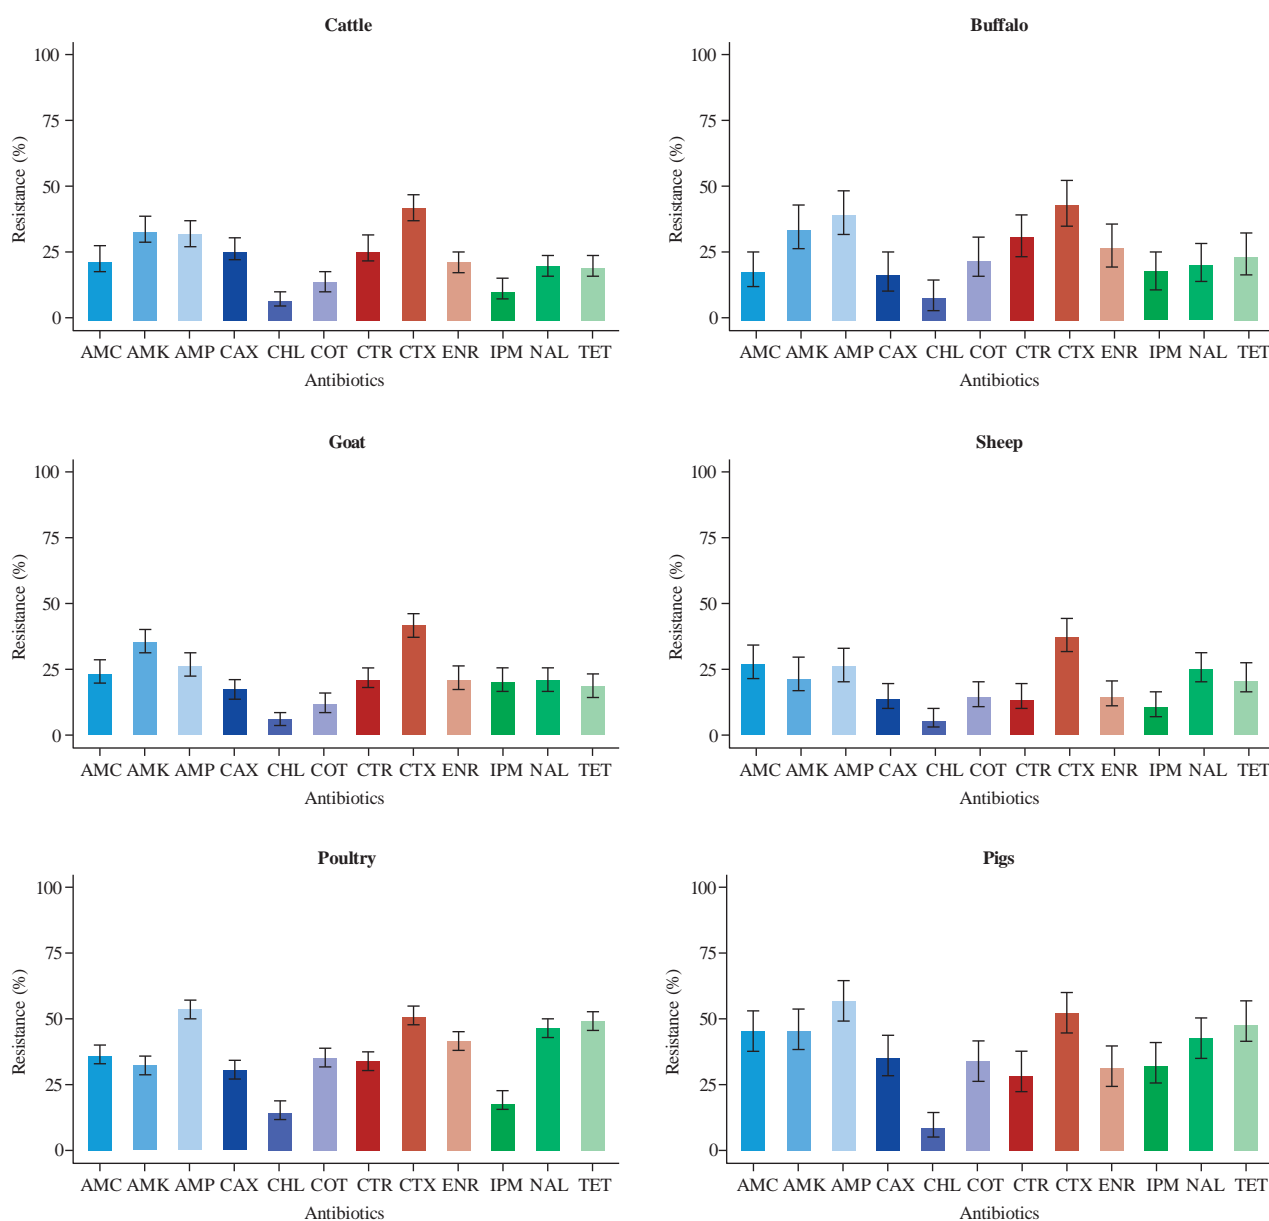 Cattle
100
75
50
25
0
Resistance (%)
AMC AMK AMP CAX CHL COT CTR CTX ENR IPM NAL TET
Antibiotics
Buffalo
100
75
50
25
0
Resistance (%)
AMC AMK AMP CAX CHL COT CTR CTX ENR IPM NAL TET
Antibiotics
Goat
100
75
50
25
0
Resistance (%)
AMC AMK AMP CAX CHL COT CTR CTX ENR IPM NAL TET
Antibiotics
Sheep
100
75
50
25
0
Resistance (%)
AMC AMK AMP CAX CHL COT CTR CTX ENR IPM NAL TET
Antibiotics
Poultry
100
75
50
25
0
Resistance (%)
AMC AMK AMP CAX CHL COT CTR CTX ENR IPM NAL TET
Antibiotics
Pigs
100
75
50
25
0
Resistance (%)
AMC AMK AMP CAX CHL COT CTR CTX ENR IPM NAL TET
Antibiotics